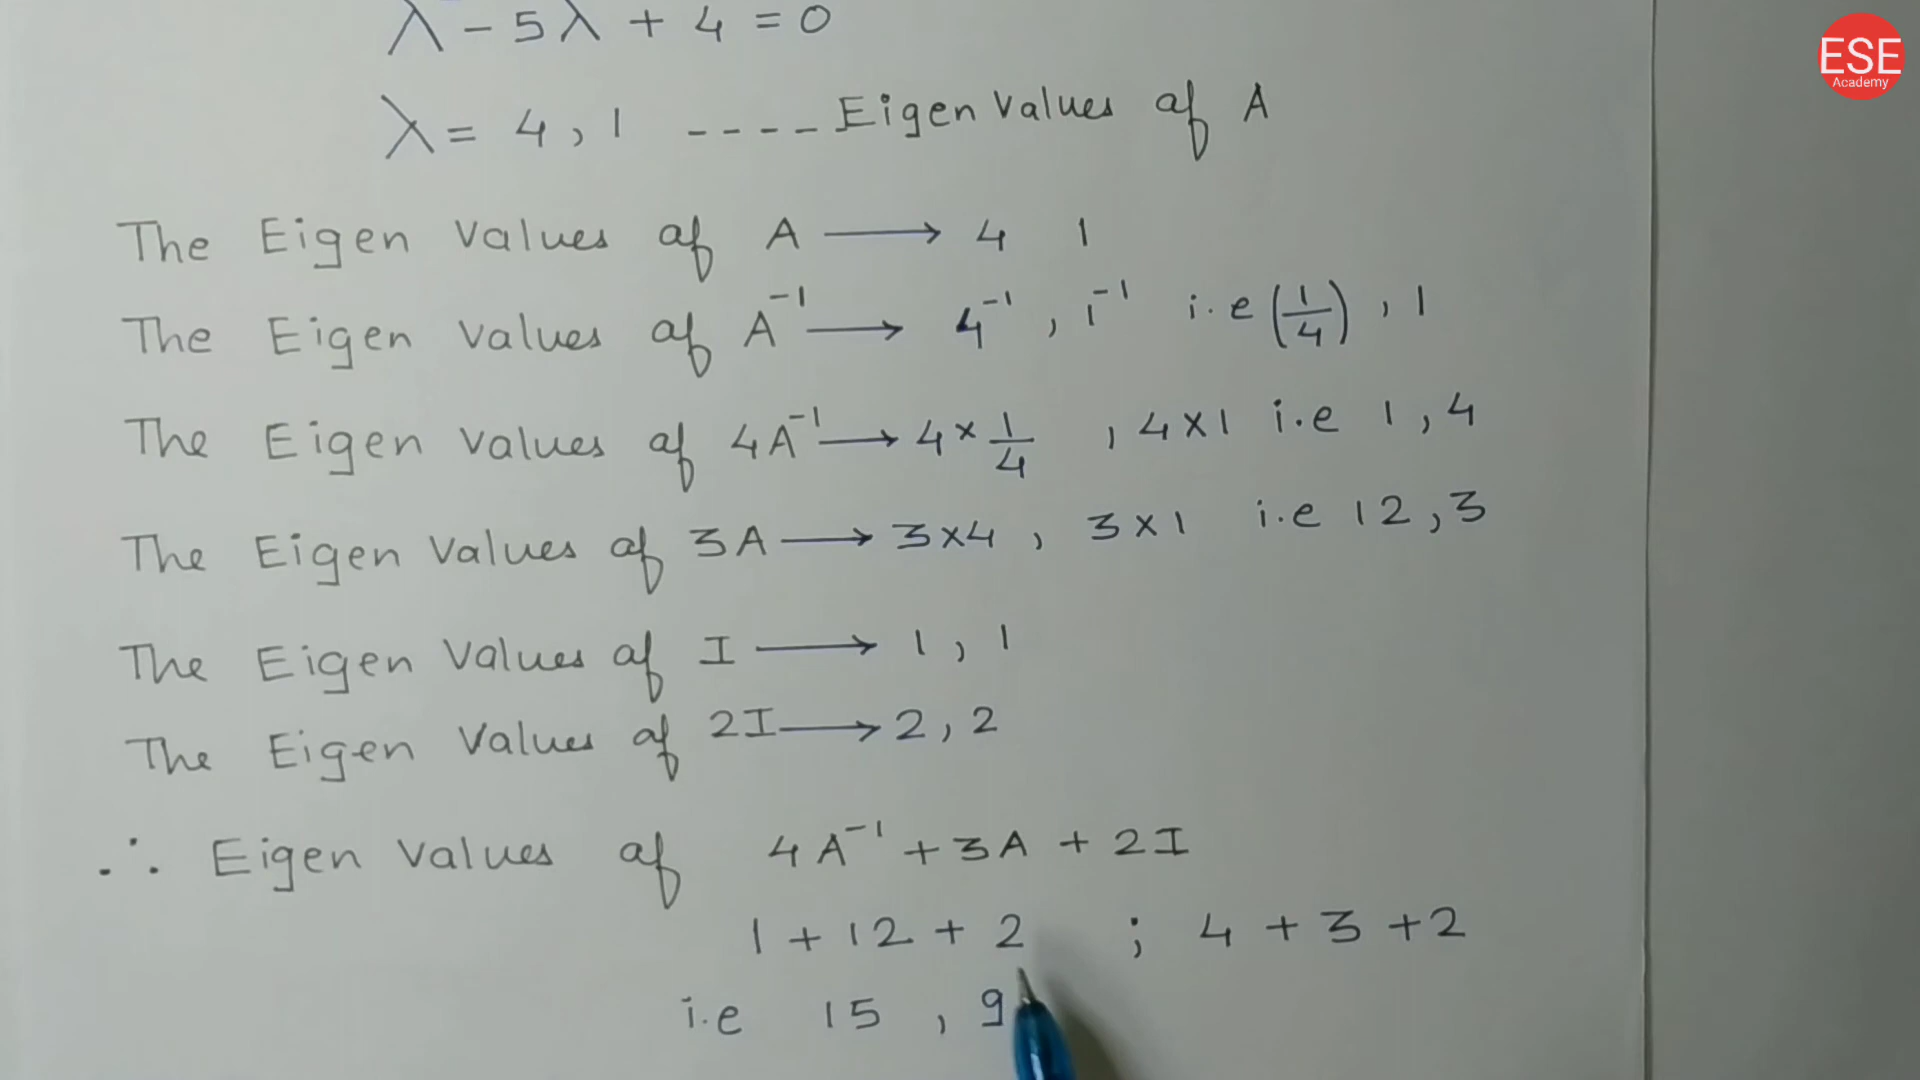 λ - 5λ + 4 = 0
λ = 4 , 1 ---- Eigen Values of A
The Eigen Values of A ⟶ 4 1
The Eigen Values of A⁻¹ ⟶ 4⁻¹ , 1⁻¹ i.e (1/4) , 1
The Eigen Values of 4A⁻¹ ⟶ 4 × 1/4 , 4×1 i.e 1 , 4
The Eigen Values of 3A ⟶ 3×4 , 3×1 i.e 12 , 3
The Eigen Values of I ⟶ 1 , 1
The Eigen Values of 2I ⟶ 2 , 2
∴ Eigen Values of 4A⁻¹ + 3A + 2I
1 + 12 + 2 ; 4 + 3 + 2
i.e 15 , 9
ESE
Academy